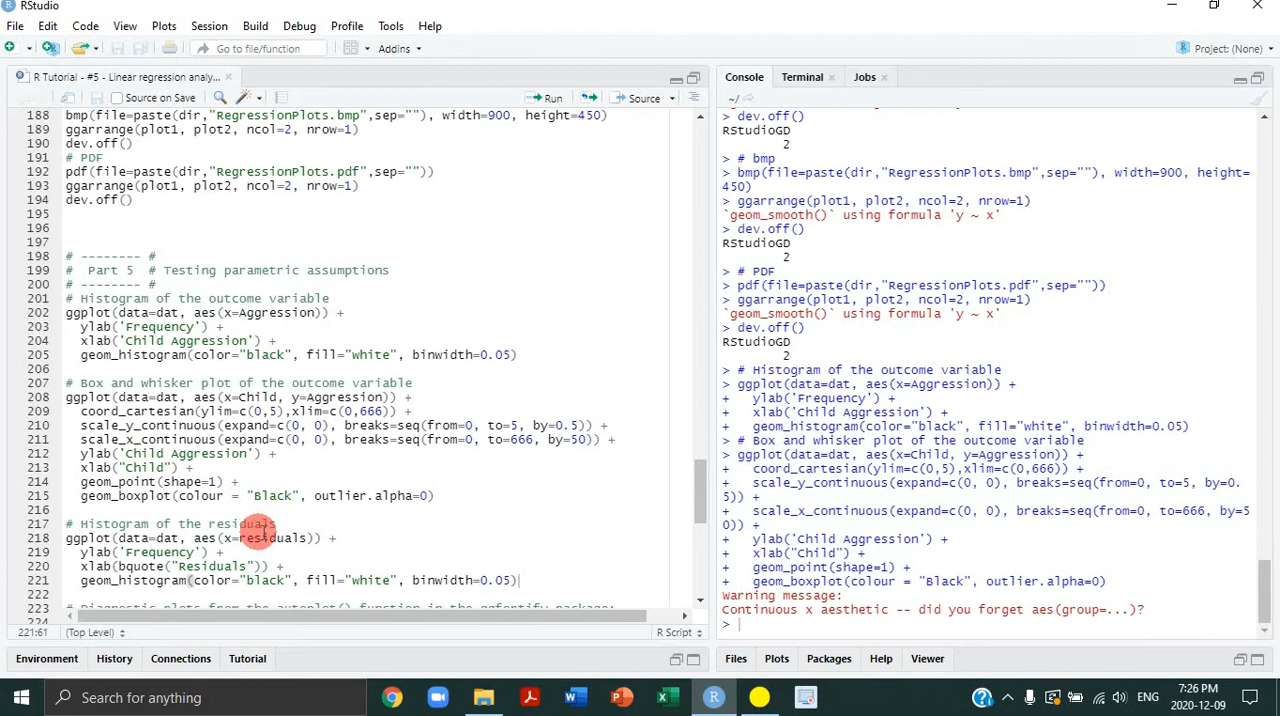 RStudio
File Edit Code View Plots Session Build Debug Profile Tools Help
Go to file/function Addins Project: (None)
R Tutorial - #5 - Linear regression analy...
Source on Save Run Source
188 bmp(file=paste(dir,"RegressionPlots.bmp",sep=""), width=900, height=450)
189 ggarrange(plot1, plot2, ncol=2, nrow=1)
190 dev.off()
191 # PDF
192 pdf(file=paste(dir,"RegressionPlots.pdf",sep=""))
193 ggarrange(plot1, plot2, ncol=2, nrow=1)
194 dev.off()
195
196
197
198 # -------- #
199 #  Part 5  # Testing parametric assumptions
200 # -------- #
201 # Histogram of the outcome variable
202 ggplot(data=dat, aes(x=Aggression)) +
203   ylab('Frequency') +
204   xlab('Child Aggression') +
205   geom_histogram(color="black", fill="white", binwidth=0.05)
206
207 # Box and whisker plot of the outcome variable
208 ggplot(data=dat, aes(x=Child, y=Aggression)) +
209   coord_cartesian(ylim=c(0,5),xlim=c(0,666)) +
210   scale_y_continuous(expand=c(0, 0), breaks=seq(from=0, to=5, by=0.5)) +
211   scale_x_continuous(expand=c(0, 0), breaks=seq(from=0, to=666, by=50)) +
212   ylab('Child Aggression') +
213   xlab("Child") +
214   geom_point(shape=1) +
215   geom_boxplot(colour = "Black", outlier.alpha=0)
216
217 # Histogram of the residuals
218 ggplot(data=dat, aes(x=residuals)) +
219   ylab('Frequency') +
220   xlab(bquote("Residuals")) +
221   geom_histogram(color="black", fill="white", binwidth=0.05)
222
223 # Diagnostic plots from the autoplot() function in the ggfortify package:
224
221:61 (Top Level) R Script
Environment History Connections Tutorial
Console Terminal Jobs
~/
> dev.off()
RStudioGD
        2
> # bmp
> bmp(file=paste(dir,"RegressionPlots.bmp",sep=""), width=900, height=
450)
> ggarrange(plot1, plot2, ncol=2, nrow=1)
`geom_smooth()` using formula 'y ~ x'
> dev.off()
RStudioGD
        2
> # PDF
> pdf(file=paste(dir,"RegressionPlots.pdf",sep=""))
> ggarrange(plot1, plot2, ncol=2, nrow=1)
`geom_smooth()` using formula 'y ~ x'
> dev.off()
RStudioGD
        2
> # Histogram of the outcome variable
> ggplot(data=dat, aes(x=Aggression)) +
+   ylab('Frequency') +
+   xlab('Child Aggression') +
+   geom_histogram(color="black", fill="white", binwidth=0.05)
> # Box and whisker plot of the outcome variable
> ggplot(data=dat, aes(x=Child, y=Aggression)) +
+   coord_cartesian(ylim=c(0,5),xlim=c(0,666)) +
+   scale_y_continuous(expand=c(0, 0), breaks=seq(from=0, to=5, by=0.
5)) +
+   scale_x_continuous(expand=c(0, 0), breaks=seq(from=0, to=666, by=5
0)) +
+   ylab('Child Aggression') +
+   xlab("Child") +
+   geom_point(shape=1) +
+   geom_boxplot(colour = "Black", outlier.alpha=0)
Warning message:
Continuous x aesthetic -- did you forget aes(group=...)?
>
Files Plots Packages Help Viewer
Search for anything
ENG
7:26 PM
2020-12-09